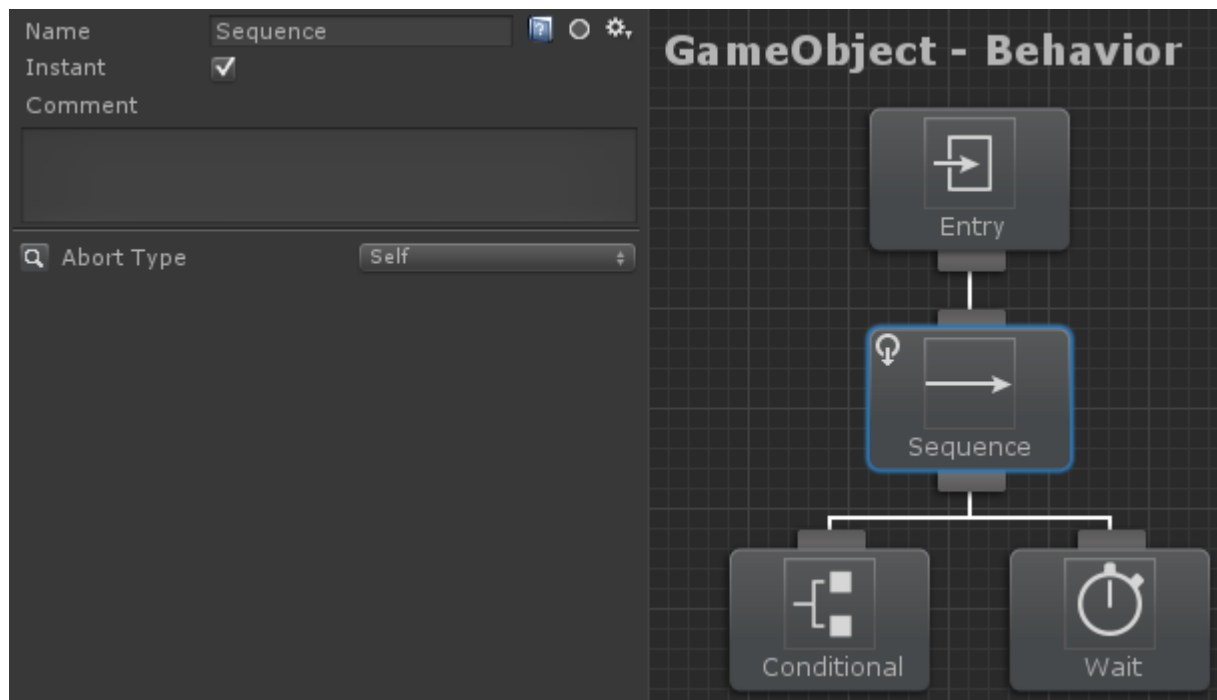 Name Sequence
Instant
Comment
Abort Type Self
GameObject - Behavior
Entry
Sequence
Conditional Wait